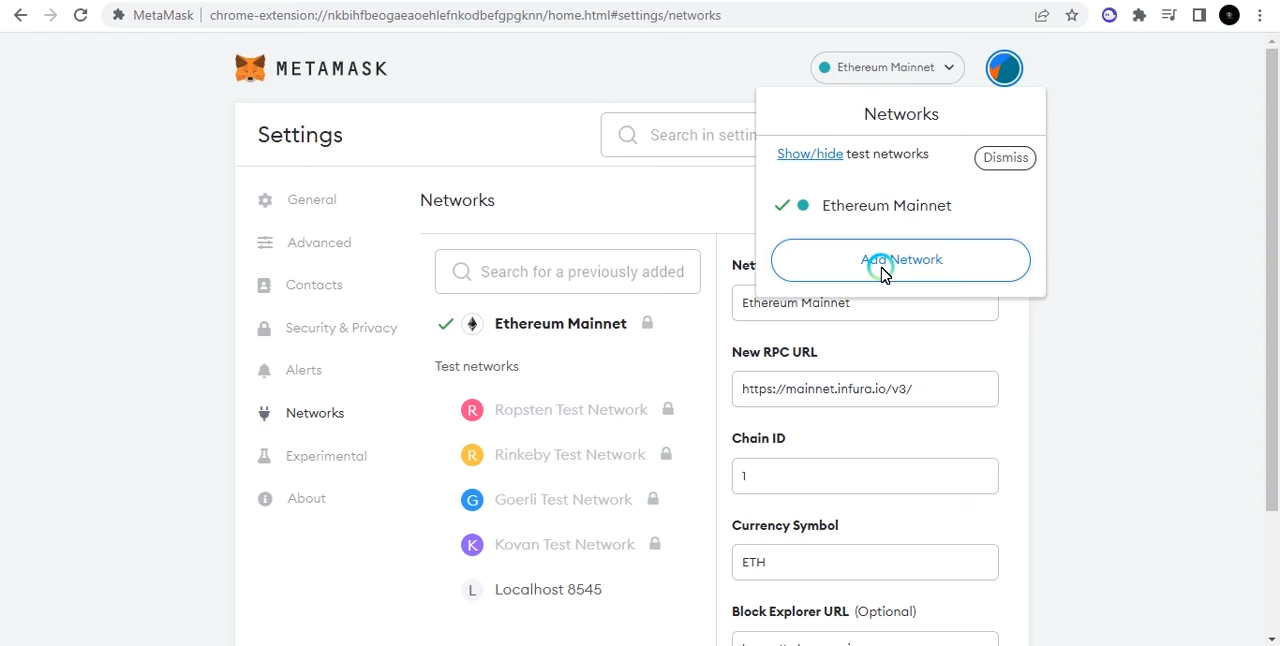 MetaMask
chrome-extension://nkbihfbeogaeaoehlefnkodbefgpgknn/home.html#settings/networks
METAMASK
Ethereum Mainnet
Settings
Search in settin
Networks
Show/hide test networks
Dismiss
Ethereum Mainnet
Add Network
General
Advanced
Contacts
Security & Privacy
Alerts
Networks
Experimental
About
Networks
Search for a previously added
Ethereum Mainnet
Test networks
R Ropsten Test Network
R Rinkeby Test Network
G Goerli Test Network
K Kovan Test Network
L Localhost 8545
Net
Ethereum Mainnet
New RPC URL
https://mainnet.infura.io/v3/
Chain ID
1
Currency Symbol
ETH
Block Explorer URL (Optional)